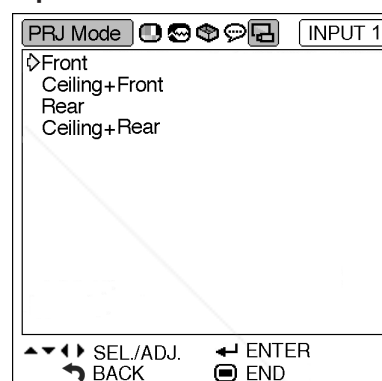 PRJ Mode INPUT 1
Front
Ceiling+Front
Rear
Ceiling+Rear
SEL./ADJ. ENTER
BACK END